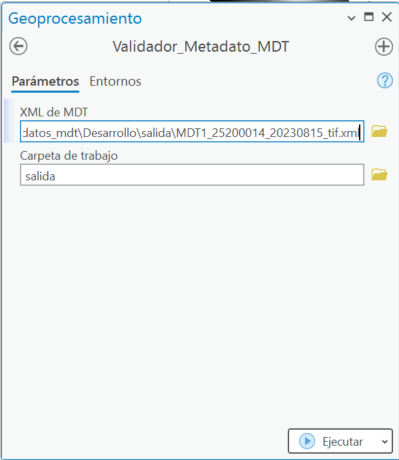 Geoprocesamiento
Validador_Metadato_MDT
Parámetros Entornos
XML de MDT
datos_mdt\Desarrollo\salida\MDT1_25200014_20230815_tif.xml
Carpeta de trabajo
salida
Ejecutar